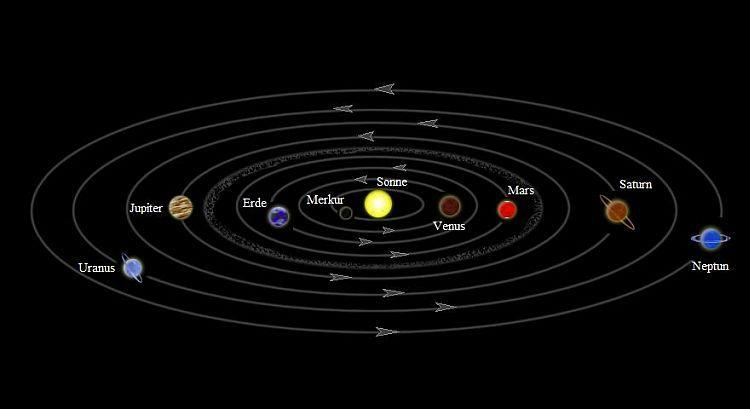 Sonne
Saturn
Mars
Merkur
Erde
Jupiter
Venus
Uranus
Neptun